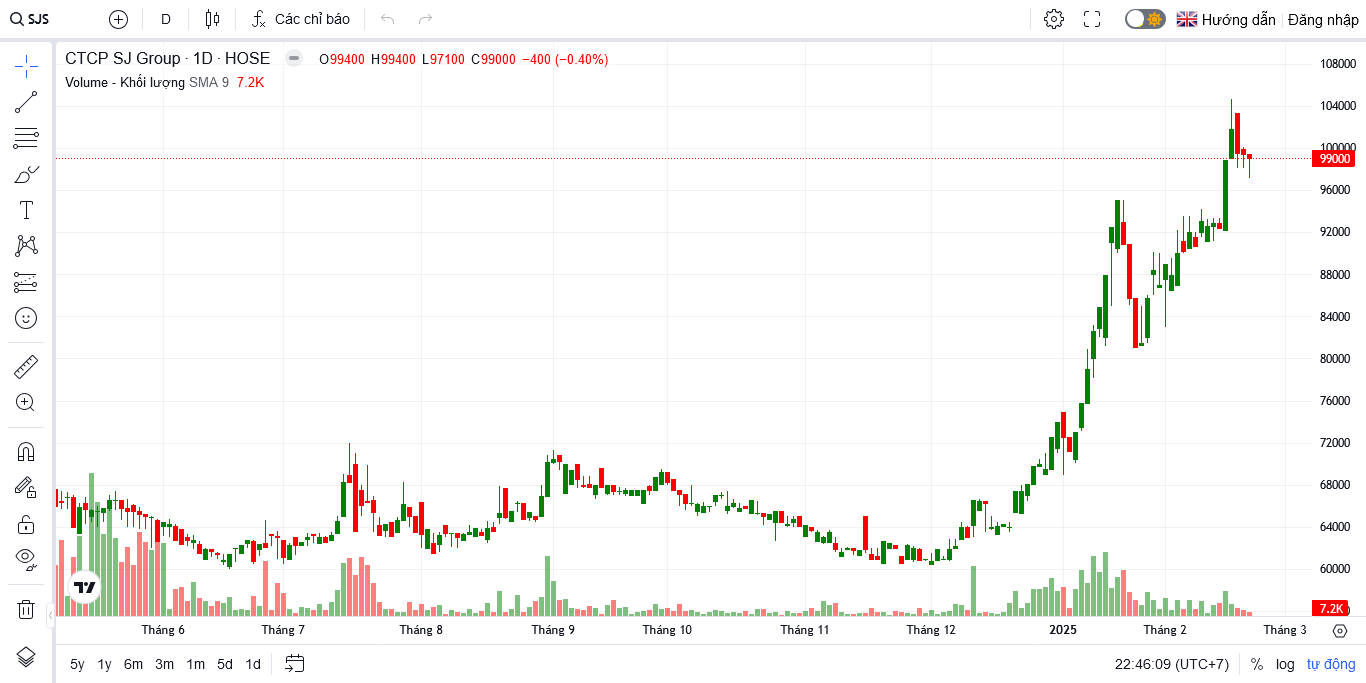 SJS D Các chỉ báo Hướng dẫn Đăng nhập
CTCP SJ Group · 1D · HOSE O99400 H99400 L97100 C99000 −400 (−0.40%)
Volume - Khối lượng SMA 9 7.2K
108000
104000
100000
99000
96000
92000
88000
84000
80000
76000
72000
68000
64000
60000
7.2K
Tháng 6 Tháng 7 Tháng 8 Tháng 9 Tháng 10 Tháng 11 Tháng 12 2025 Tháng 2 Tháng 3
5y 1y 6m 3m 1m 5d 1d 22:46:09 (UTC+7) % log tự động